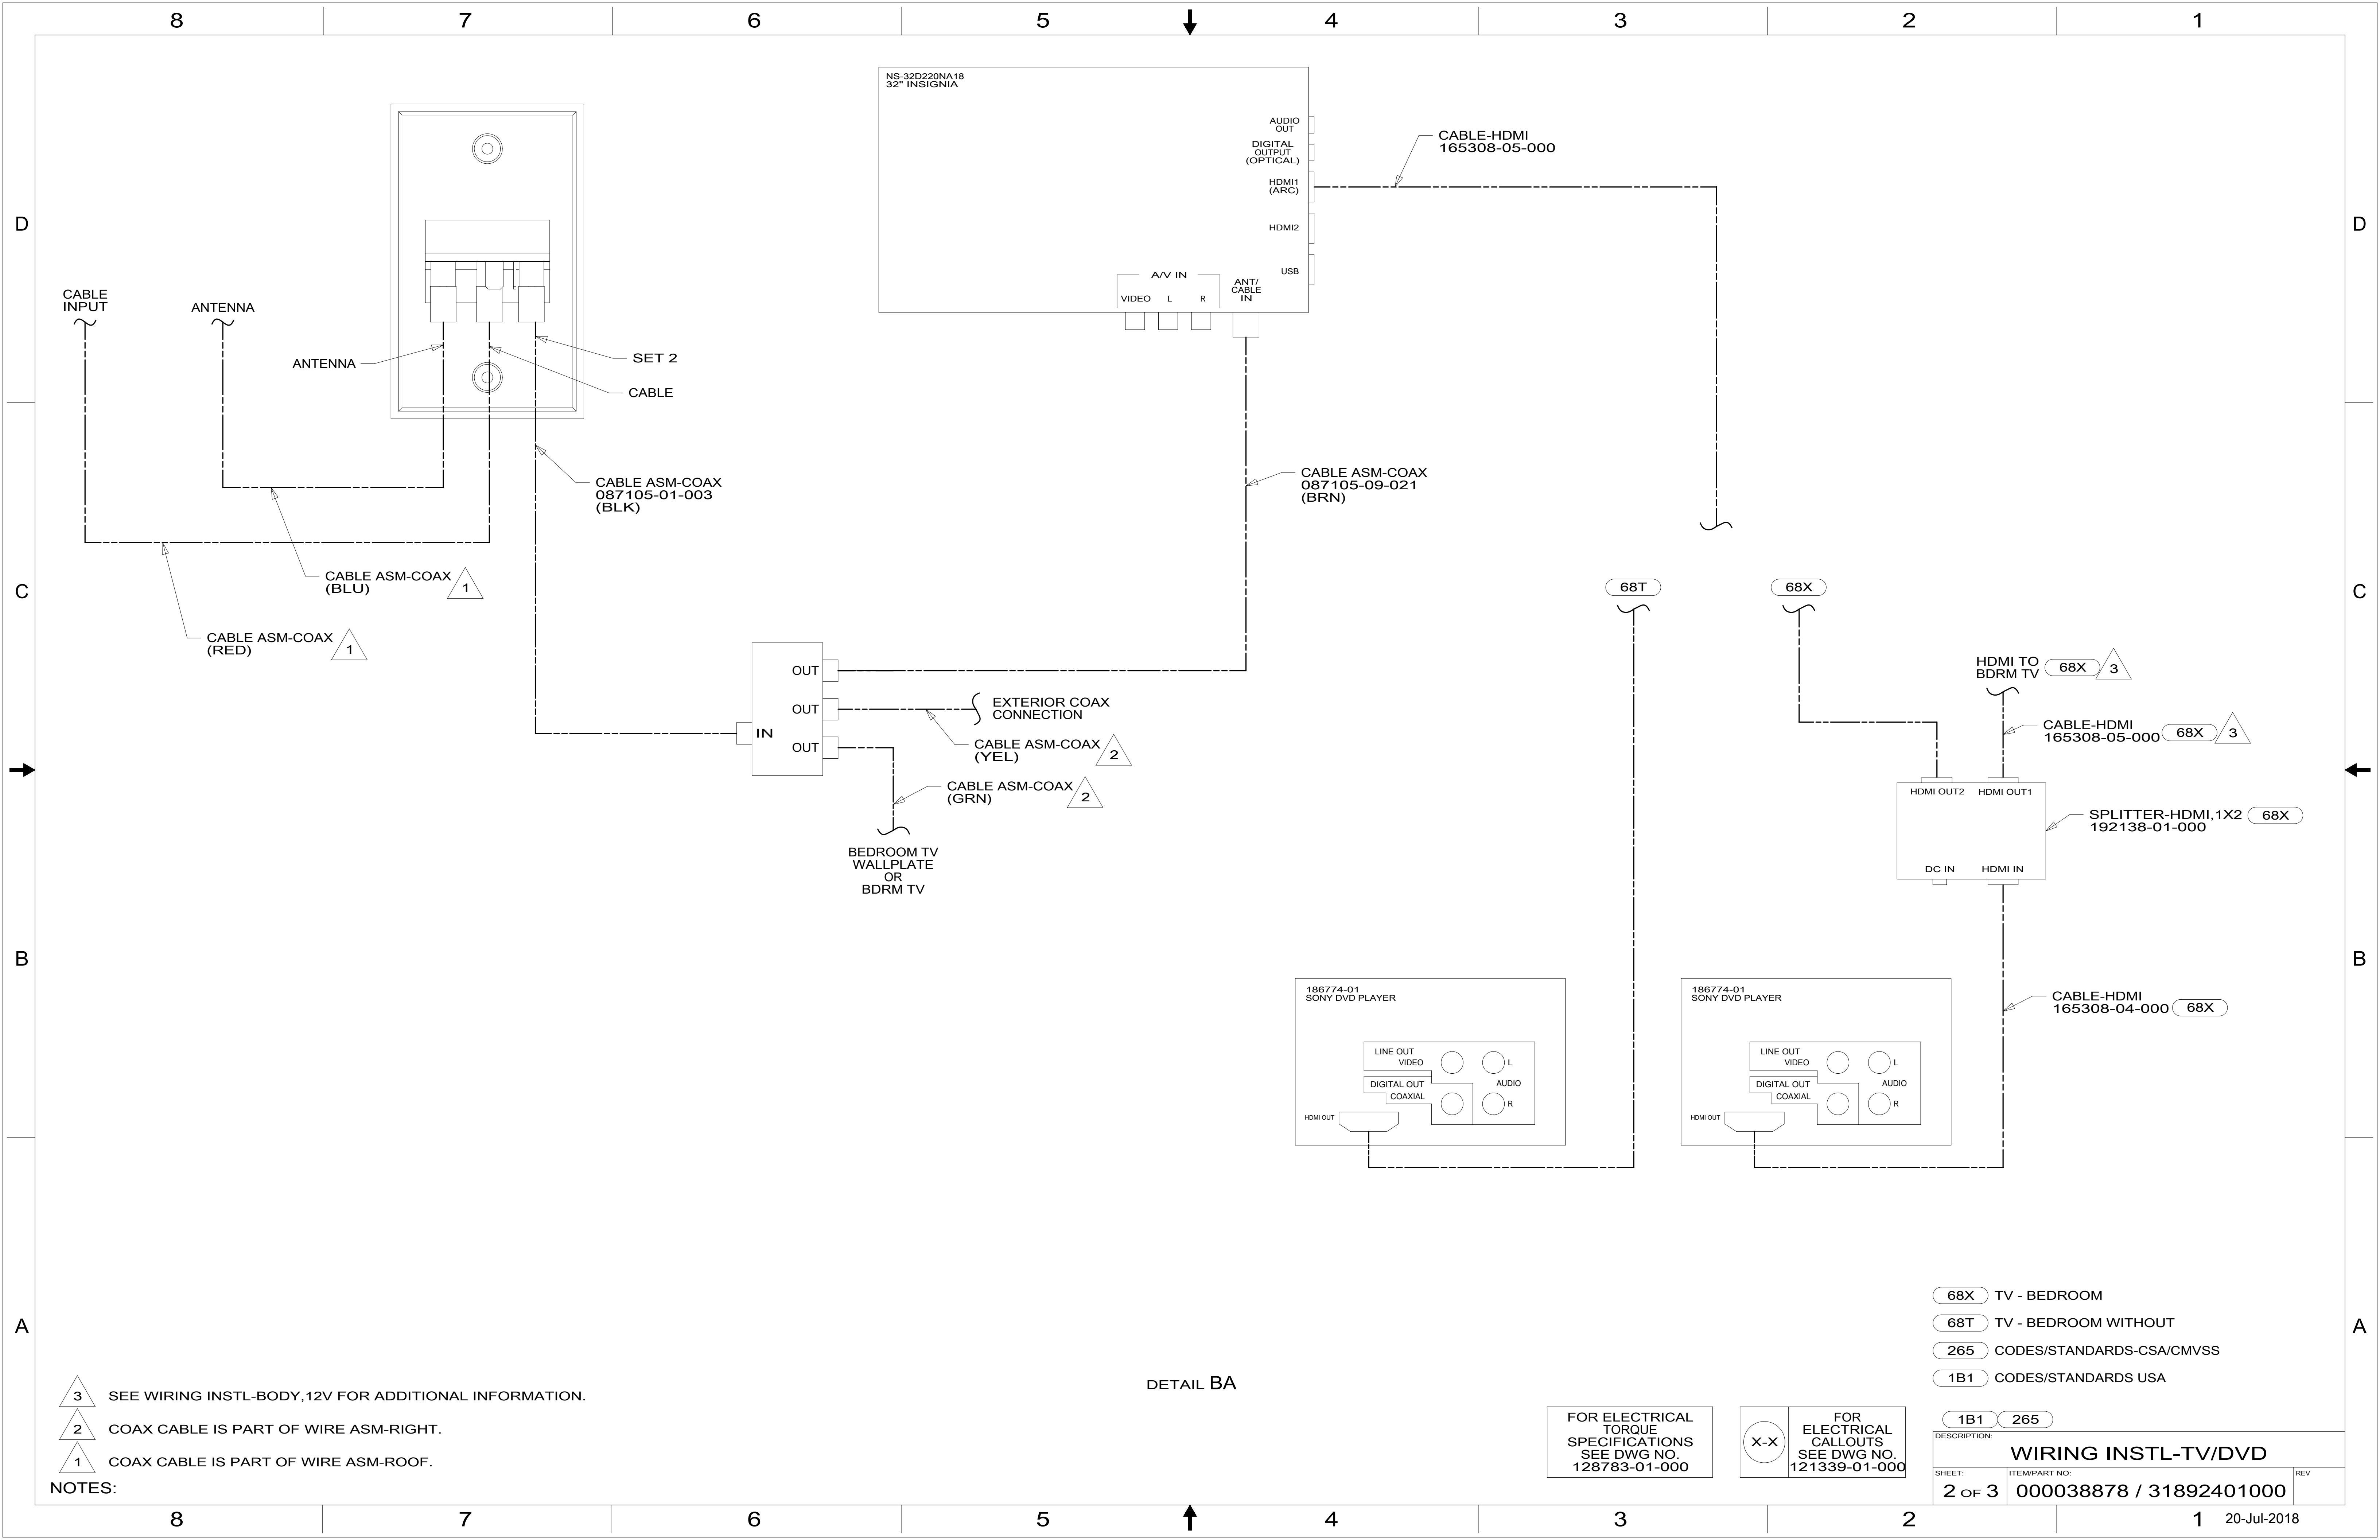 8 7 6 5 4 3 2 1
D
D
C
C
B
B
A
A
NS-32D220NA18
32" INSIGNIA
AUDIO
OUT
DIGITAL
OUTPUT
(OPTICAL)
HDMI1
(ARC)
HDMI2
USB
A/V IN
VIDEO L R
ANT/
CABLE
IN
CABLE-HDMI
165308-05-000
CABLE
INPUT
ANTENNA
ANTENNA
SET 2
CABLE
CABLE ASM-COAX
087105-01-003
(BLK)
CABLE ASM-COAX
087105-09-021
(BRN)
CABLE ASM-COAX 1
(BLU)
CABLE ASM-COAX 1
(RED)
OUT
OUT
OUT
IN
EXTERIOR COAX
CONNECTION
CABLE ASM-COAX 2
(YEL)
CABLE ASM-COAX 2
(GRN)
BEDROOM TV
WALLPLATE
OR
BDRM TV
68T
68X
HDMI TO
BDRM TV 68X 3
CABLE-HDMI
165308-05-000 68X 3
HDMI OUT2 HDMI OUT1
DC IN HDMI IN
SPLITTER-HDMI,1X2 68X
192138-01-000
186774-01
SONY DVD PLAYER
LINE OUT
VIDEO
L
DIGITAL OUT
COAXIAL
AUDIO
R
HDMI OUT
186774-01
SONY DVD PLAYER
LINE OUT
VIDEO
L
DIGITAL OUT
COAXIAL
AUDIO
R
HDMI OUT
CABLE-HDMI
165308-04-000 68X
68X TV - BEDROOM
68T TV - BEDROOM WITHOUT
265 CODES/STANDARDS-CSA/CMVSS
1B1 CODES/STANDARDS USA
1B1 265
DETAIL BA
3 SEE WIRING INSTL-BODY,12V FOR ADDITIONAL INFORMATION.
2 COAX CABLE IS PART OF WIRE ASM-RIGHT.
1 COAX CABLE IS PART OF WIRE ASM-ROOF.
NOTES:
FOR ELECTRICAL
TORQUE
SPECIFICATIONS
SEE DWG NO.
128783-01-000
X-X
FOR
ELECTRICAL
CALLOUTS
SEE DWG NO.
121339-01-000
DESCRIPTION:
WIRING INSTL-TV/DVD
SHEET:
2 OF 3
ITEM/PART NO:
000038878 / 31892401000
REV
8 7 6 5 4 3 2 1
20-Jul-2018